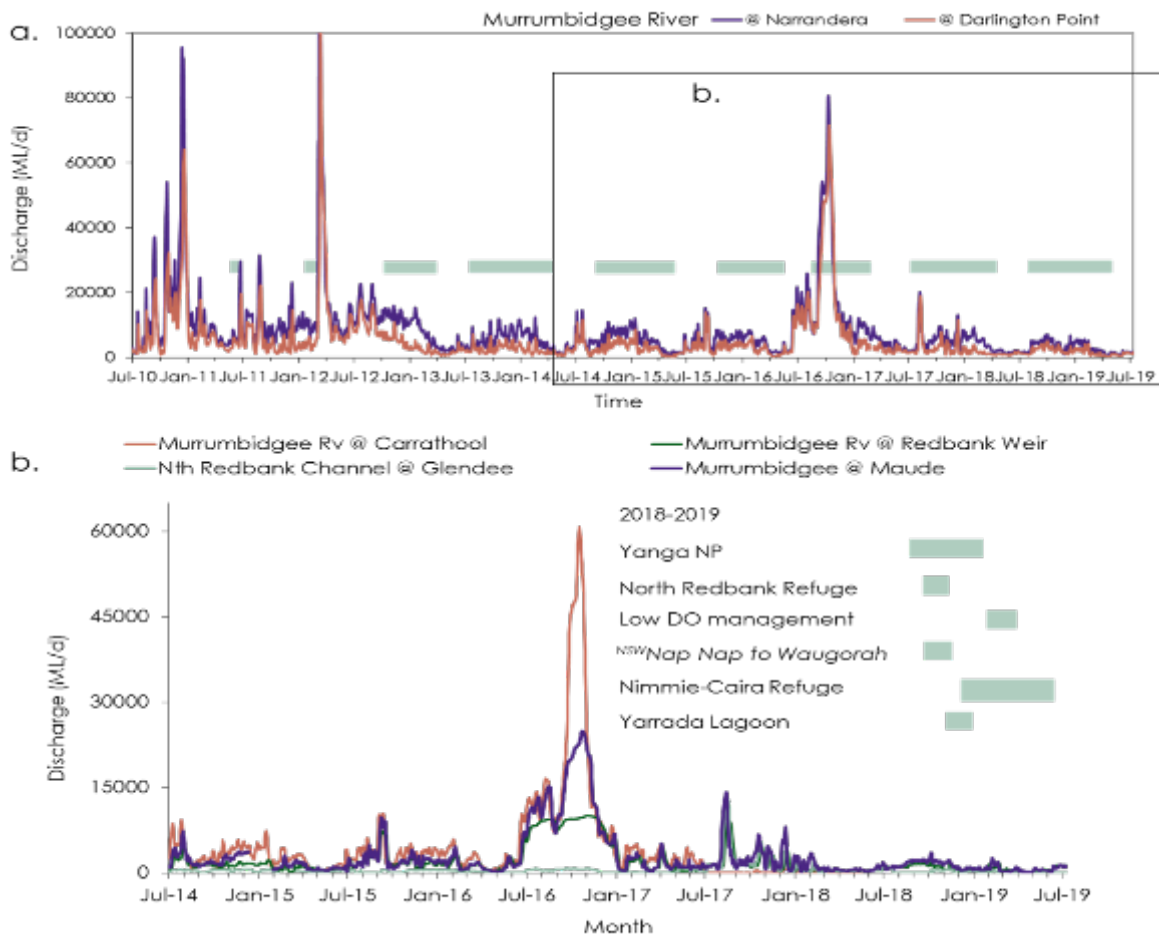 Murrumbidgee River @ Narrandera @ Darlington Point
a.
100000
80000
60000
40000
20000
0
Discharge (ML/d)
b.
Jul-10 Jan-11 Jul-11 Jan-12 Jul-12 Jan-13 Jul-13 Jan-14 Jul-14 Jan-15 Jul-15 Jan-16 Jul-16 Jan-17 Jul-17 Jan-18 Jul-18 Jan-19 Jul-19
Time
Murrumbidgee Rv @ Carrathool Murrumbidgee Rv @ Redbank Weir
b. Nth Redbank Channel @ Glendee Murrumbidgee @ Maude
60000
45000
30000
15000
0
Discharge (ML/d)
2018-2019
Yanga NP
North Redbank Refuge
Low DO management
NSWNap Nap to Waugorah
Nimmie-Caira Refuge
Yarrada Lagoon
Jul-14 Jan-15 Jul-15 Jan-16 Jul-16 Jan-17 Jul-17 Jan-18 Jul-18 Jan-19 Jul-19
Month